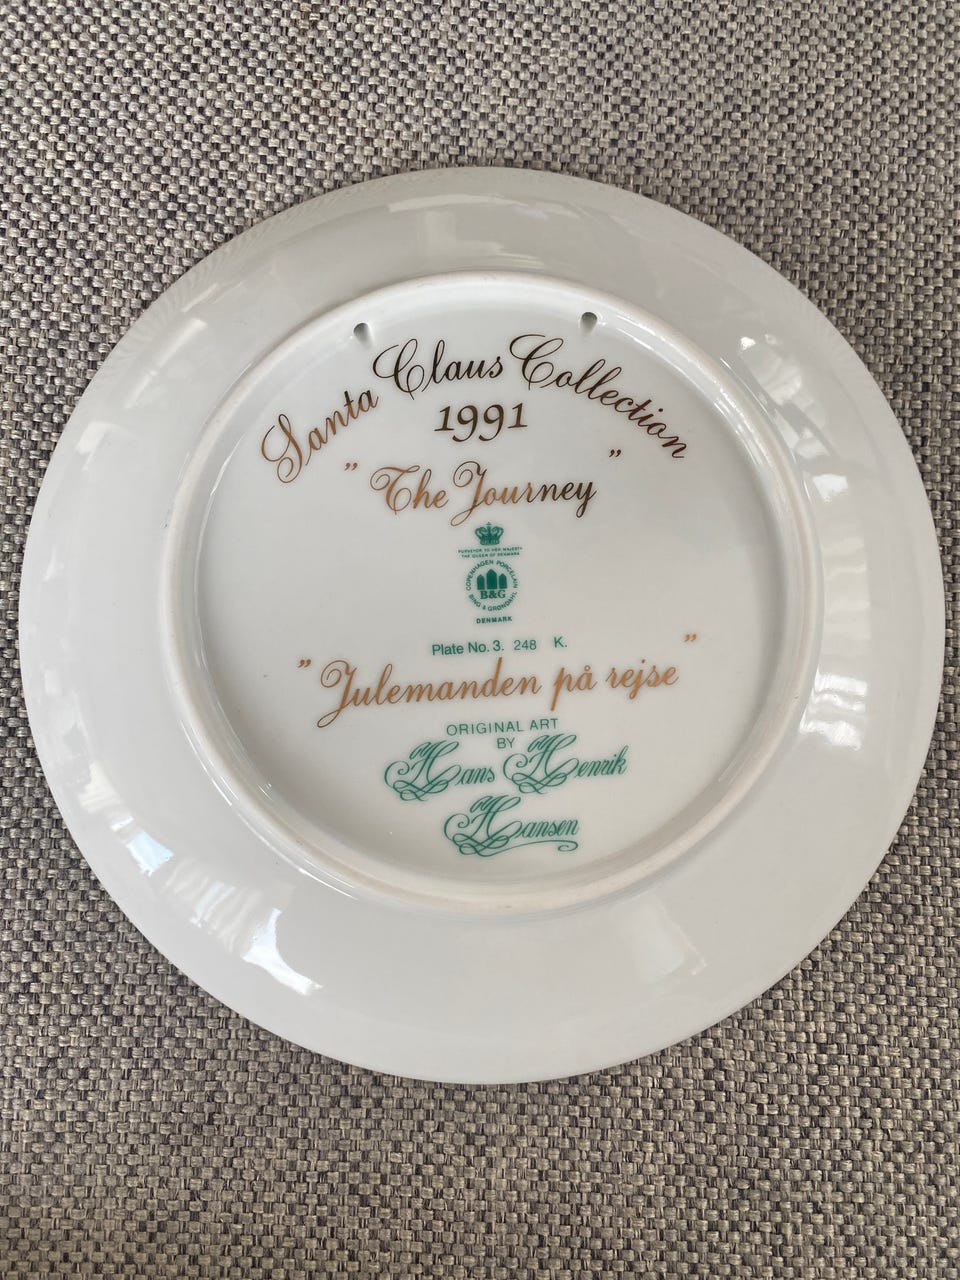 Santa Claus Collection
1991
" The Journey "
PURVEYOR TO HER MAJESTY
THE QUEEN OF DENMARK
COPENHAGEN PORCELAIN
B&G
BING & GRØNDAHL
DENMARK
Plate No. 3. 248 K.
" Julemanden på rejse "
ORIGINAL ART
BY
Hans Henrik
Hansen